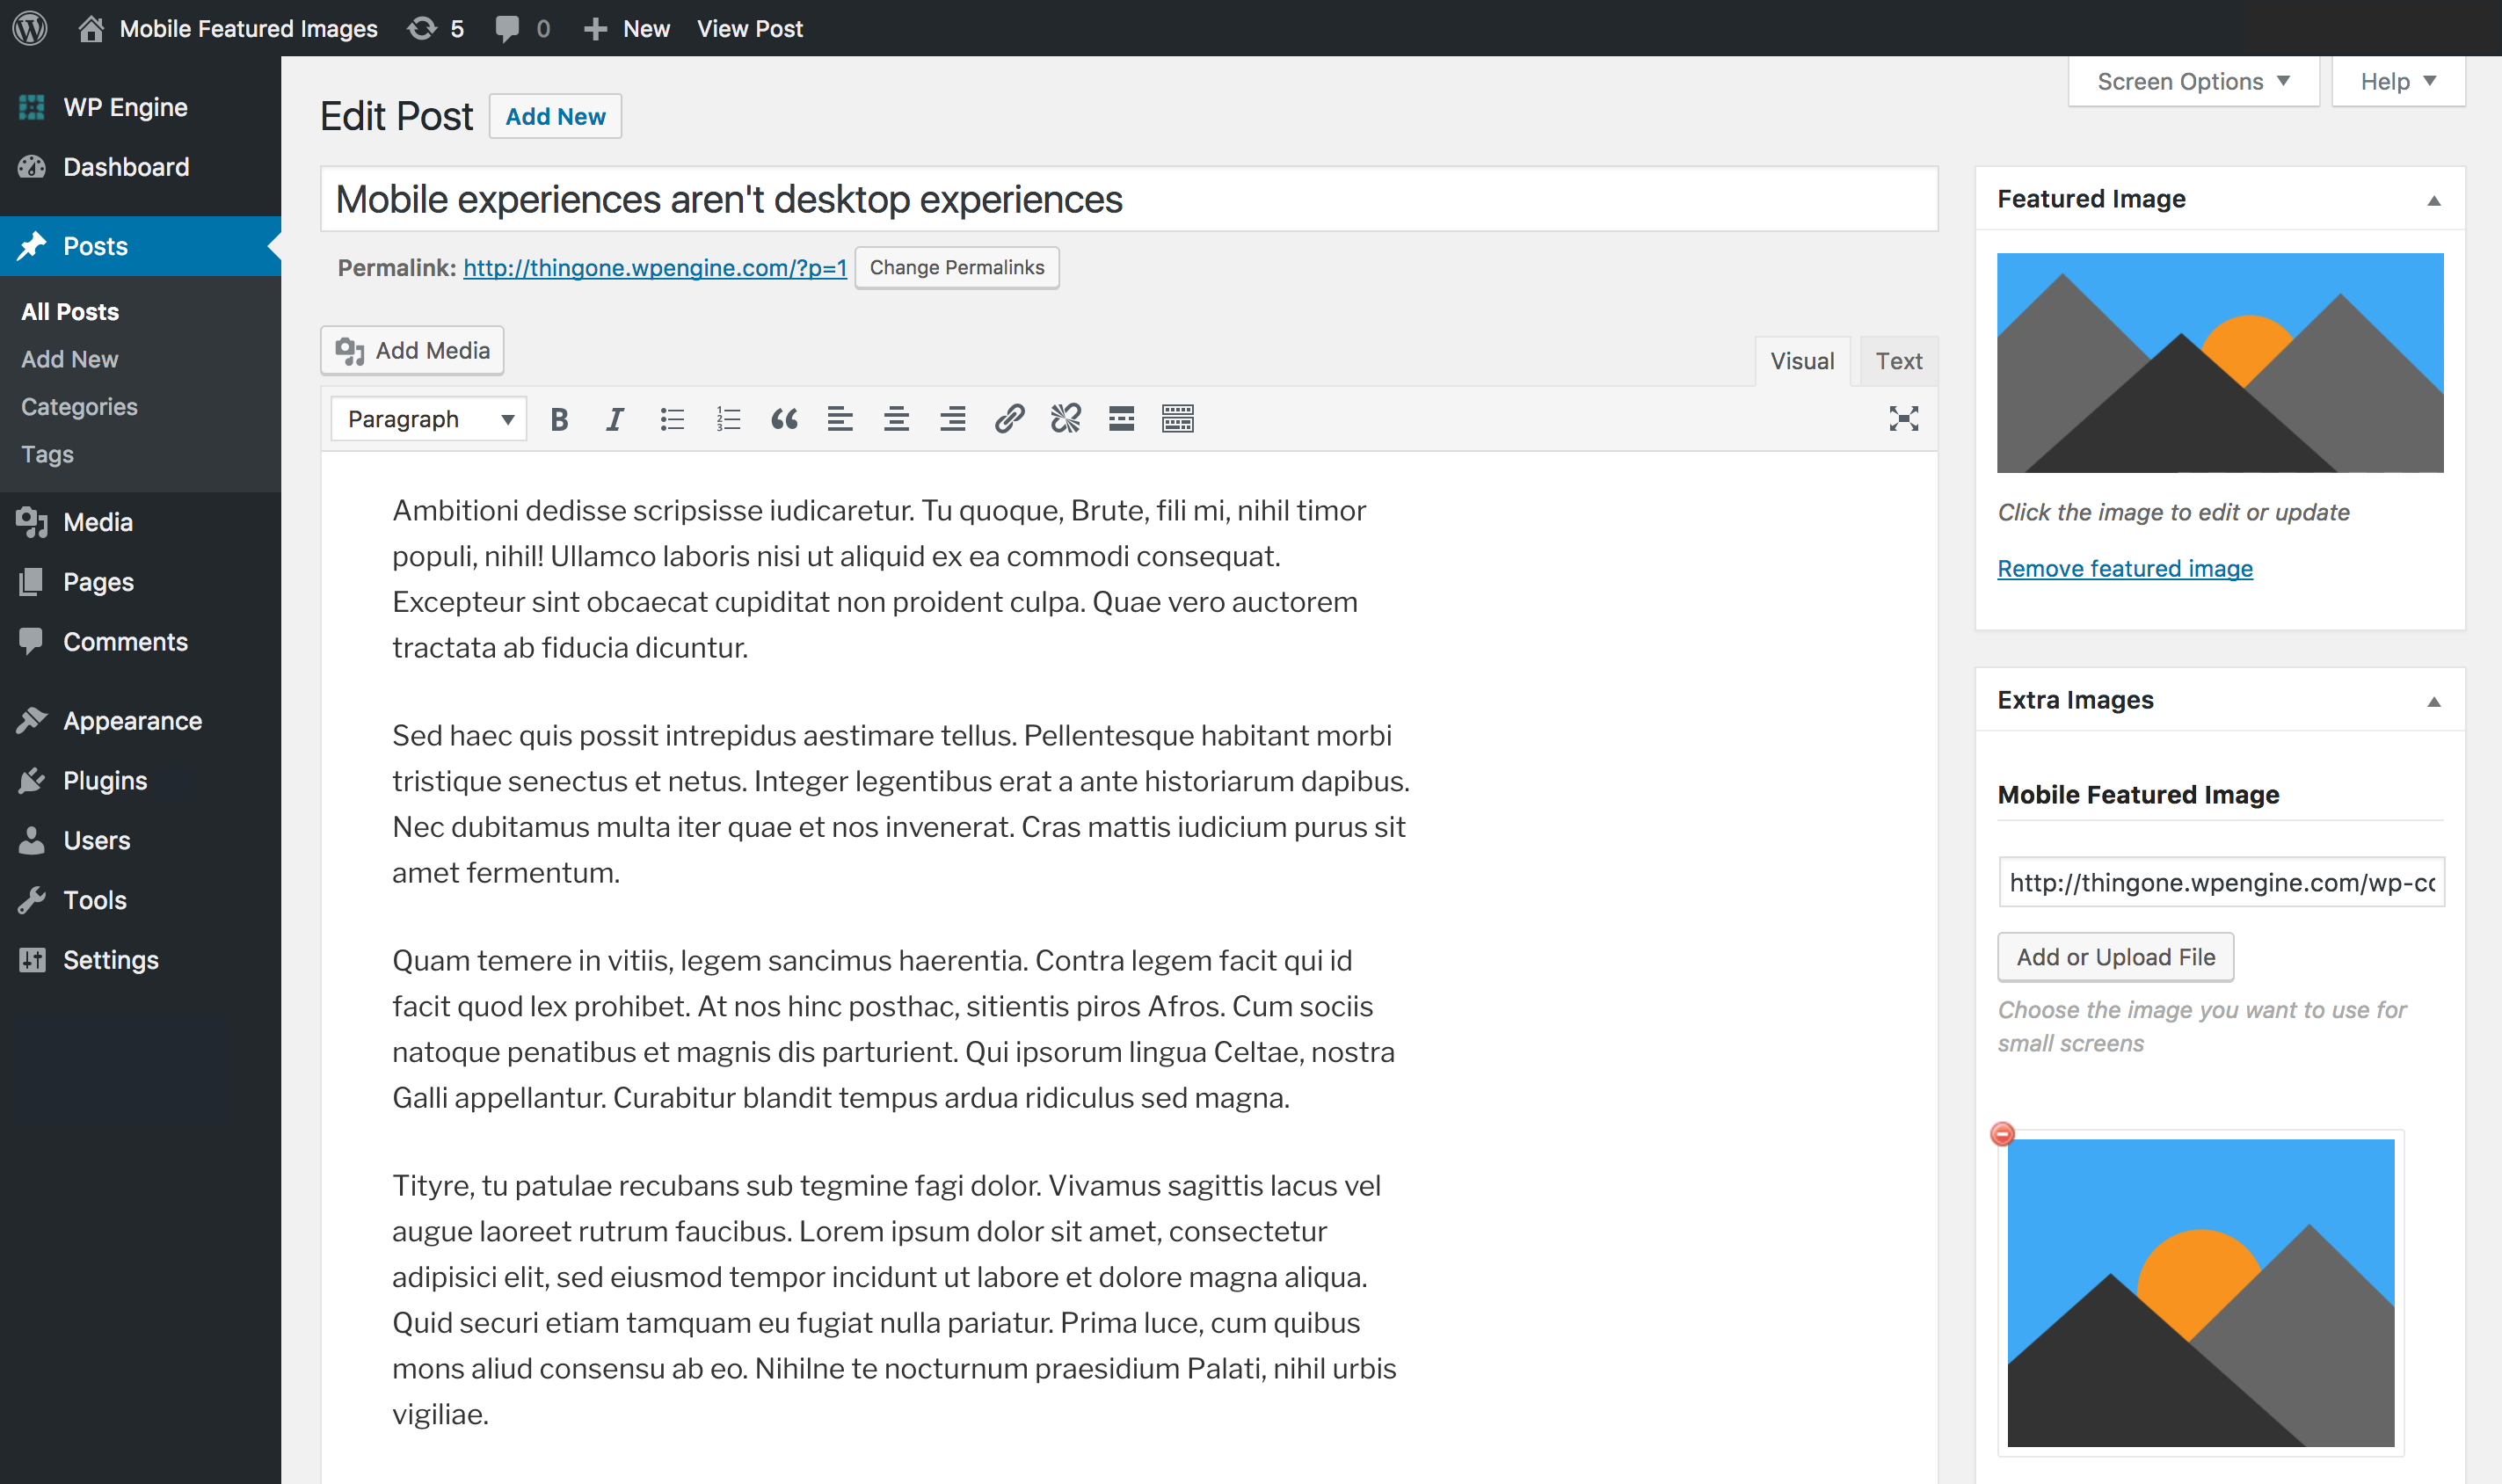 Mobile Featured Images 5 0 New View Post
WP Engine
Dashboard
Posts
All Posts
Add New
Categories
Tags
Media
Pages
Comments
Appearance
Plugins
Users
Tools
Settings
Screen Options
Help
Edit Post Add New
Mobile experiences aren't desktop experiences
Permalink: http://thingone.wpengine.com/?p=1 Change Permalinks
Add Media
Visual Text
Paragraph
Ambitioni dedisse scripsisse iudicaretur. Tu quoque, Brute, fili mi, nihil timor
populi, nihil! Ullamco laboris nisi ut aliquid ex ea commodi consequat.
Excepteur sint obcaecat cupiditat non proident culpa. Quae vero auctorem
tractata ab fiducia dicuntur.
Sed haec quis possit intrepidus aestimare tellus. Pellentesque habitant morbi
tristique senectus et netus. Integer legentibus erat a ante historiarum dapibus.
Nec dubitamus multa iter quae et nos invenerat. Cras mattis iudicium purus sit
amet fermentum.
Quam temere in vitiis, legem sancimus haerentia. Contra legem facit qui id
facit quod lex prohibet. At nos hinc posthac, sitientis piros Afros. Cum sociis
natoque penatibus et magnis dis parturient. Qui ipsorum lingua Celtae, nostra
Galli appellantur. Curabitur blandit tempus ardua ridiculus sed magna.
Tityre, tu patulae recubans sub tegmine fagi dolor. Vivamus sagittis lacus vel
augue laoreet rutrum faucibus. Lorem ipsum dolor sit amet, consectetur
adipisici elit, sed eiusmod tempor incidunt ut labore et dolore magna aliqua.
Quid securi etiam tamquam eu fugiat nulla pariatur. Prima luce, cum quibus
mons aliud consensu ab eo. Nihilne te nocturnum praesidium Palati, nihil urbis
vigiliae.
Featured Image
Click the image to edit or update
Remove featured image
Extra Images
Mobile Featured Image
http://thingone.wpengine.com/wp-co
Add or Upload File
Choose the image you want to use for
small screens